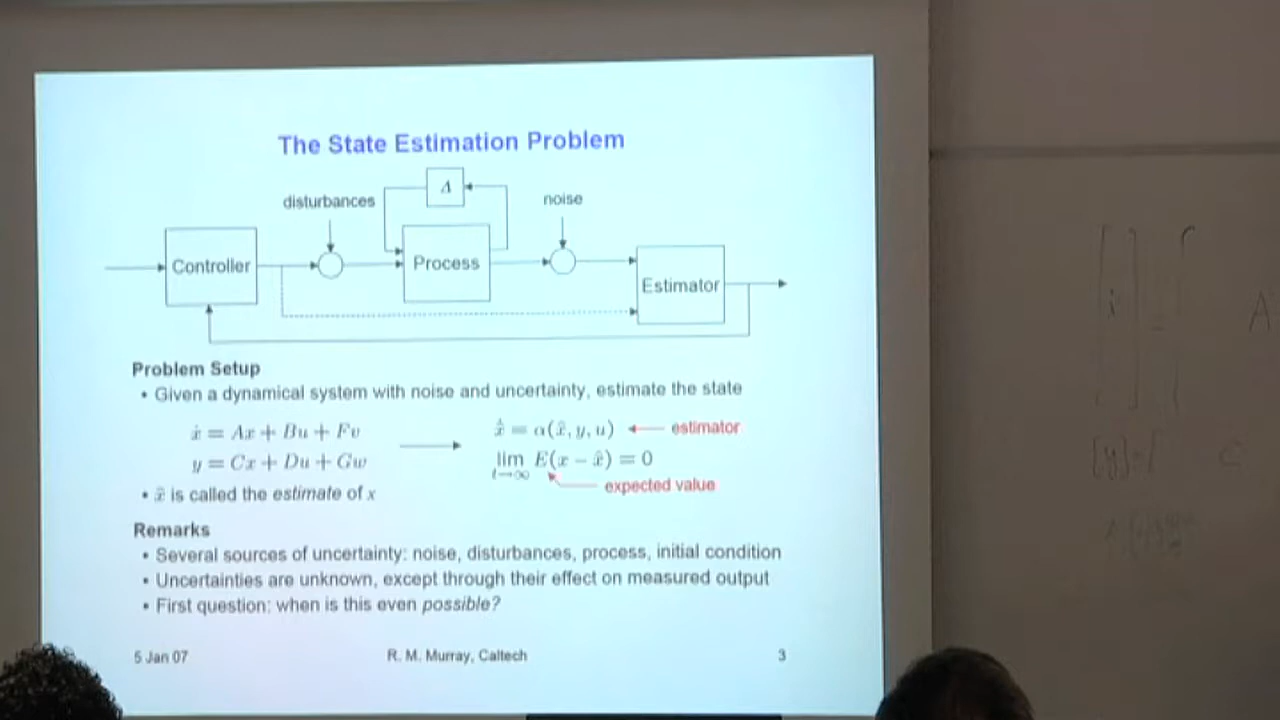 The State Estimation Problem
Δ
disturbances
noise
Controller
Process
Estimator
Problem Setup
• Given a dynamical system with noise and uncertainty, estimate the state
ẋ = Ax + Bu + Fv
y = Cx + Du + Gw
x̂̇ = α(x̂, y, u) ← estimator
lim E(x − x̂) = 0
t→∞
expected value
• x̂ is called the estimate of x
Remarks
• Several sources of uncertainty: noise, disturbances, process, initial condition
• Uncertainties are unknown, except through their effect on measured output
• First question: when is this even possible?
5 Jan 07
R. M. Murray, Caltech
3
A